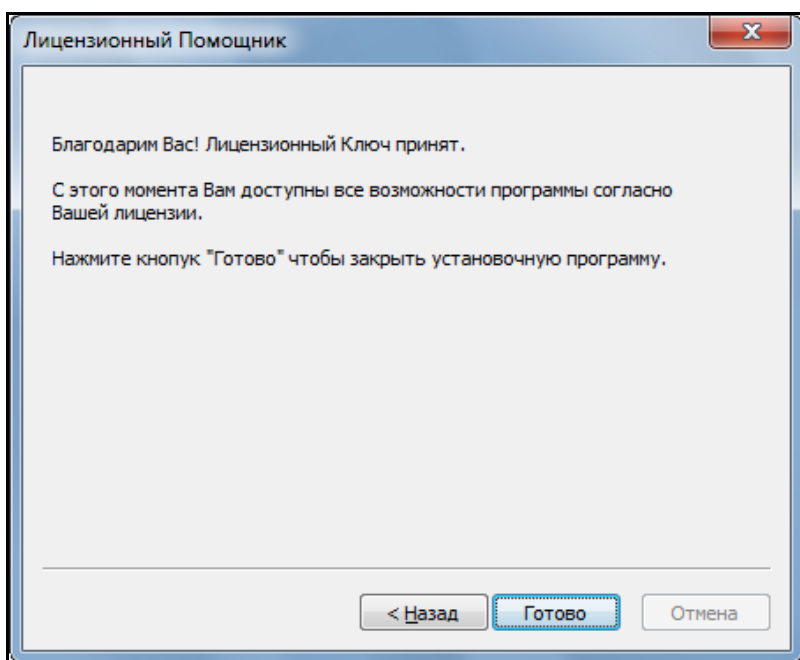 Лицензионный Помощник
Благодарим Вас! Лицензионный Ключ принят.
С этого момента Вам доступны все возможности программы согласно
Вашей лицензии.
Нажмите кнопук "Готово" чтобы закрыть установочную программу.
< Назад Готово Отмена